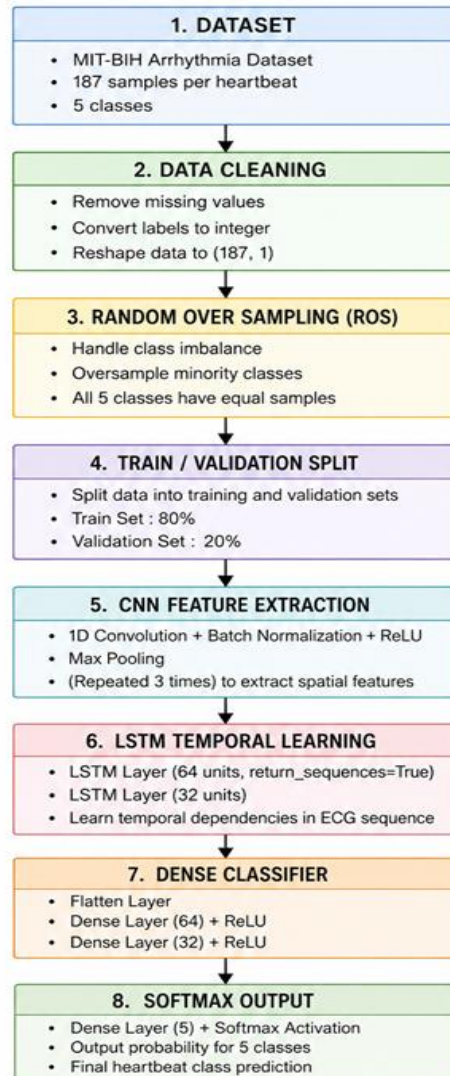 1. DATASET
• MIT-BIH Arrhythmia Dataset
• 187 samples per heartbeat
• 5 classes
2. DATA CLEANING
• Remove missing values
• Convert labels to integer
• Reshape data to (187, 1)
3. RANDOM OVER SAMPLING (ROS)
• Handle class imbalance
• Oversample minority classes
• All 5 classes have equal samples
4. TRAIN / VALIDATION SPLIT
• Split data into training and validation sets
• Train Set : 80%
• Validation Set : 20%
5. CNN FEATURE EXTRACTION
• 1D Convolution + Batch Normalization + ReLU
• Max Pooling
• (Repeated 3 times) to extract spatial features
6. LSTM TEMPORAL LEARNING
• LSTM Layer (64 units, return_sequences=True)
• LSTM Layer (32 units)
• Learn temporal dependencies in ECG sequence
7. DENSE CLASSIFIER
• Flatten Layer
• Dense Layer (64) + ReLU
• Dense Layer (32) + ReLU
8. SOFTMAX OUTPUT
• Dense Layer (5) + Softmax Activation
• Output probability for 5 classes
• Final heartbeat class prediction